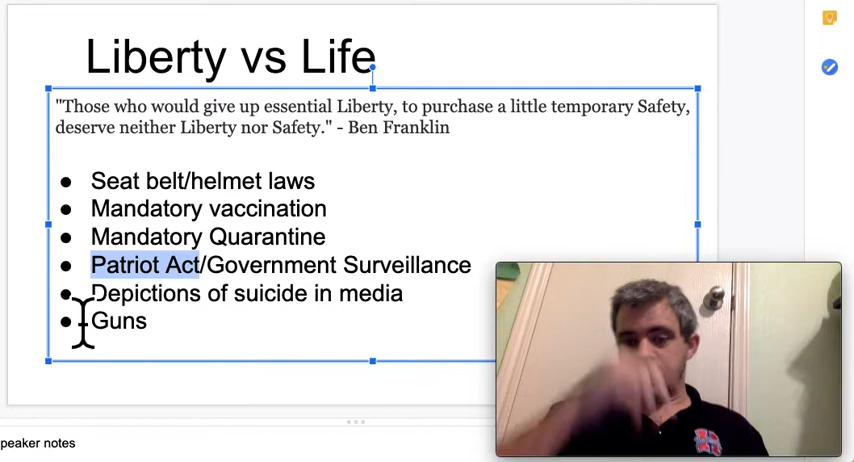 Liberty vs Life
"Those who would give up essential Liberty, to purchase a little temporary Safety,
deserve neither Liberty nor Safety." - Ben Franklin
● Seat belt/helmet laws
● Mandatory vaccination
● Mandatory Quarantine
● Patriot Act/Government Surveillance
● Depictions of suicide in media
● Guns
peaker notes